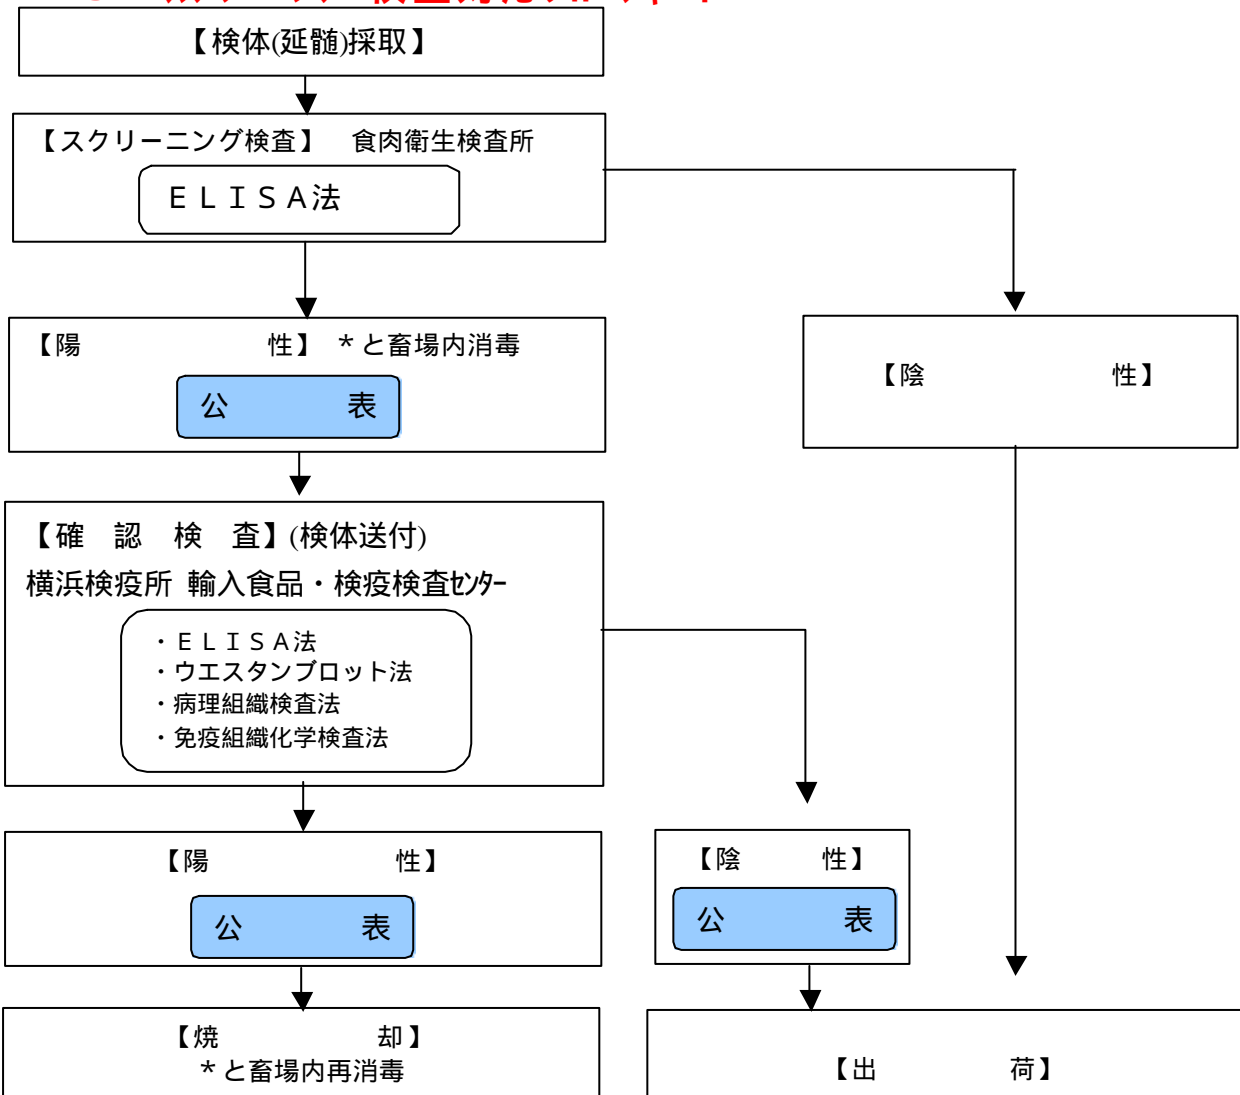 【検体(延髄)採取】
【スクリーニング検査】　食肉衛生検査所
ＥＬＩＳＡ法
【陽　　　　　　　性】 ＊と畜場内消毒
公　　　　表
【陰　　　　　　　性】
【確　認　検　査】(検体送付)
横浜検疫所 輸入食品・検疫検査ｾﾝﾀｰ
・ＥＬＩＳＡ法
・ウエスタンブロット法
・病理組織検査法
・免疫組織化学検査法
【陽　　　　　　　性】
公　　　　表
【陰　　　性】
公　　　　表
【焼　　　　　　却】
＊と畜場内再消毒
【出　　　　　荷】